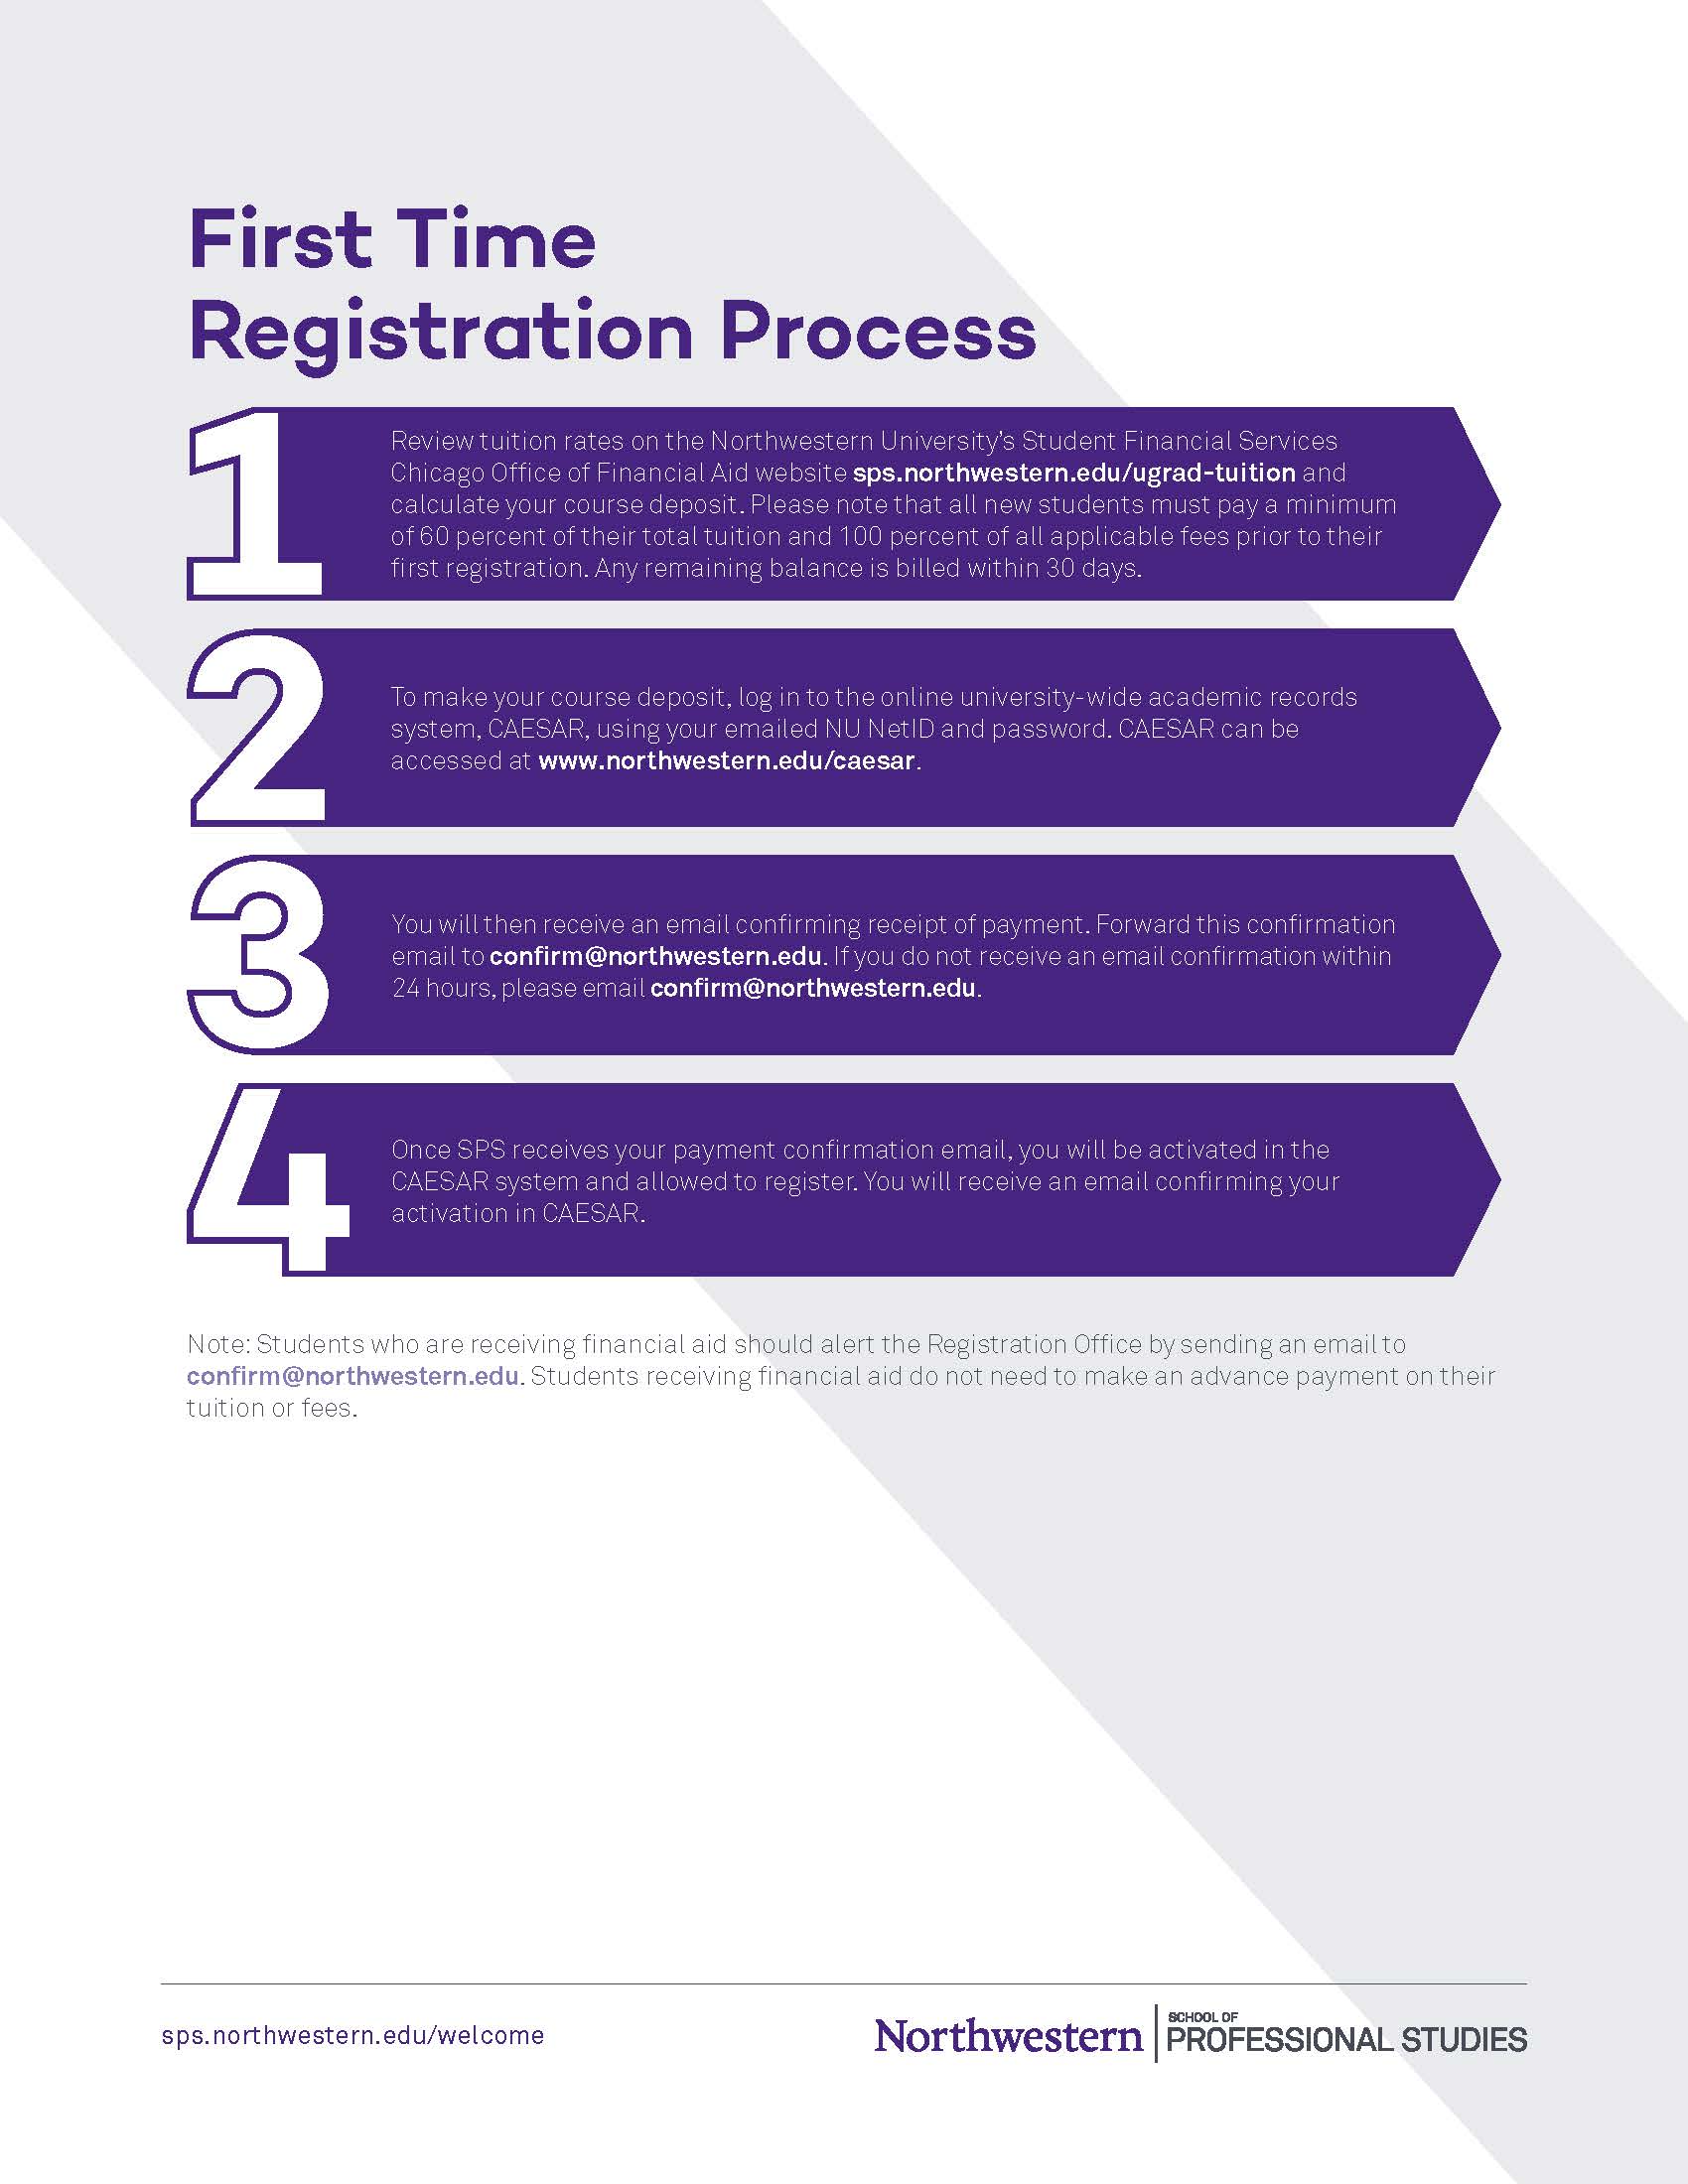 First Time
Registration Process
1
Review tuition rates on the Northwestern University’s Student Financial Services
Chicago Office of Financial Aid website sps.northwestern.edu/ugrad-tuition and
calculate your course deposit. Please note that all new students must pay a minimum
of 60 percent of their total tuition and 100 percent of all applicable fees prior to their
first registration. Any remaining balance is billed within 30 days.
2
To make your course deposit, log in to the online university-wide academic records
system, CAESAR, using your emailed NU NetID and password. CAESAR can be
accessed at www.northwestern.edu/caesar.
3
You will then receive an email confirming receipt of payment. Forward this confirmation
email to confirm@northwestern.edu. If you do not receive an email confirmation within
24 hours, please email confirm@northwestern.edu.
4
Once SPS receives your payment confirmation email, you will be activated in the
CAESAR system and allowed to register. You will receive an email confirming your
activation in CAESAR.
Note: Students who are receiving financial aid should alert the Registration Office by sending an email to
confirm@northwestern.edu. Students receiving financial aid do not need to make an advance payment on their
tuition or fees.
sps.northwestern.edu/welcome
Northwestern
SCHOOL OF
PROFESSIONAL STUDIES